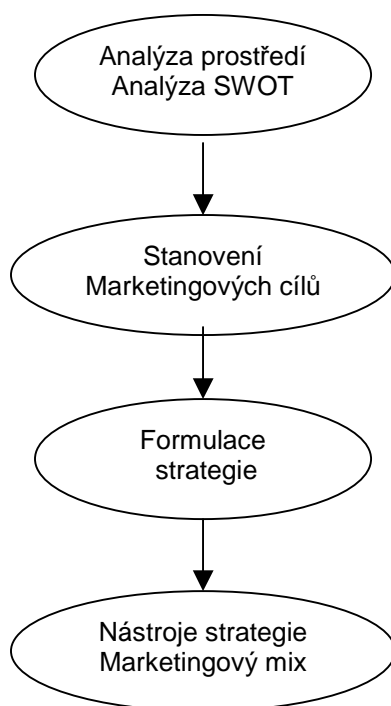 Analýza prostředí
Analýza SWOT
Stanovení
Marketingových cílů
Formulace
strategie
Nástroje strategie
Marketingový mix